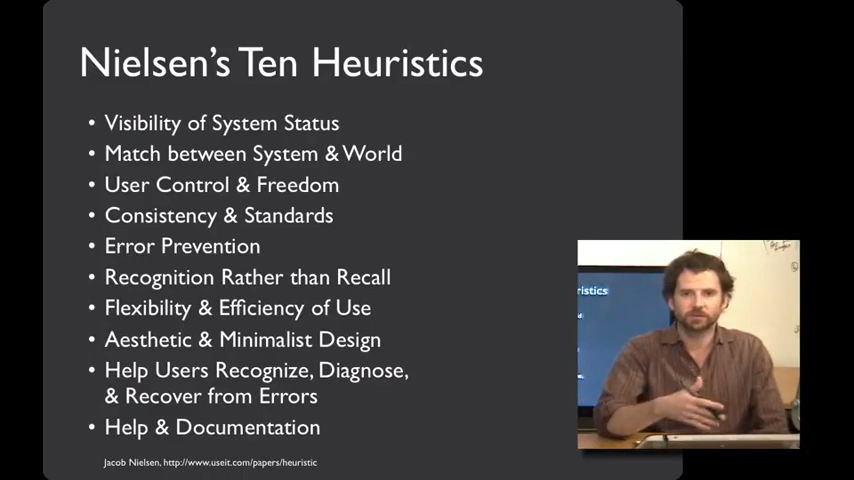 Nielsen's Ten Heuristics
• Visibility of System Status
• Match between System & World
• User Control & Freedom
• Consistency & Standards
• Error Prevention
• Recognition Rather than Recall
• Flexibility & Efficiency of Use
• Aesthetic & Minimalist Design
• Help Users Recognize, Diagnose,
& Recover from Errors
• Help & Documentation
Jacob Nielsen, http://www.useit.com/papers/heuristic
ristics